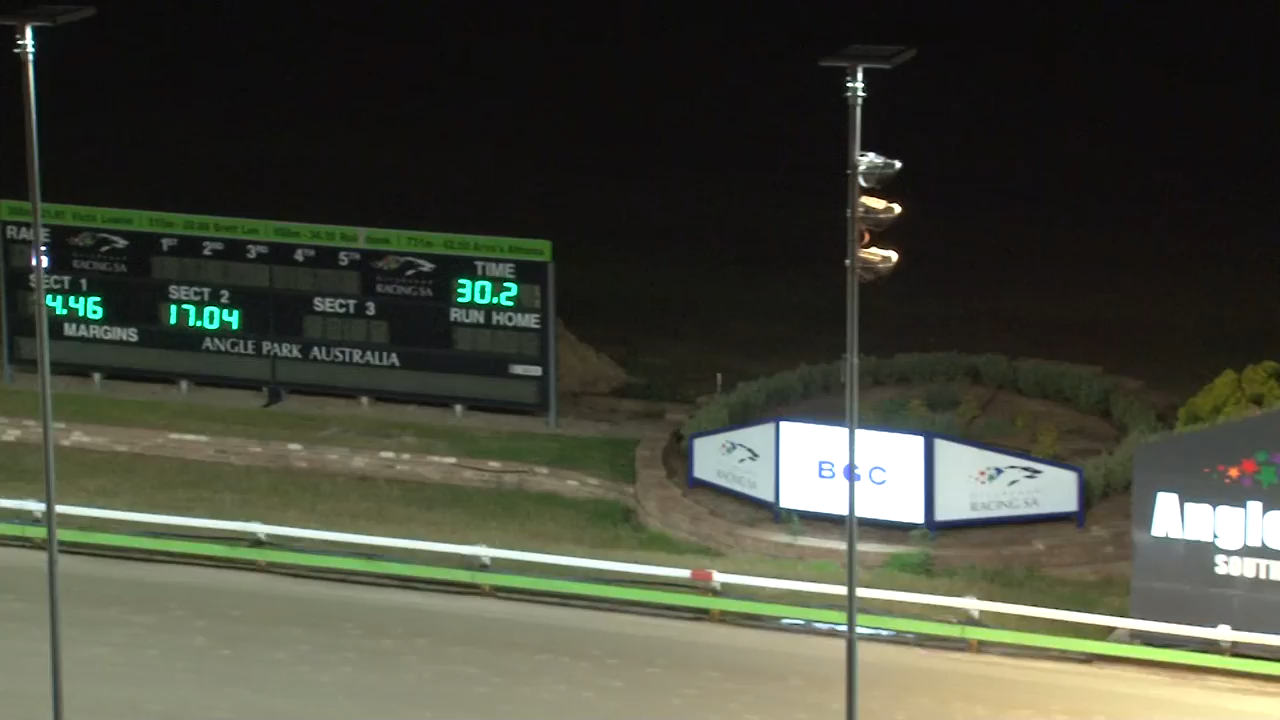 RACE
1ST 2ND 3RD 4TH 5TH
RACING.SA
RACING.SA
TIME
30.2
SECT 1
4.46
SECT 2
17.04
SECT 3
RUN HOME
MARGINS
ANGLE PARK AUSTRALIA
RACING.SA
BGC
RACING.SA
Angle
SOUTH